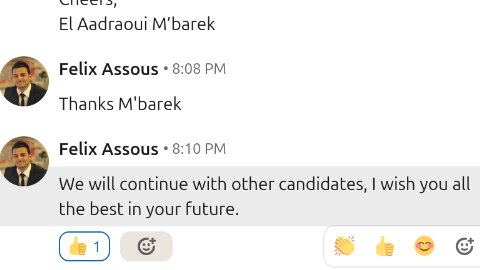 Cheers,
El Aadraoui M’barek
Felix Assous • 8:08 PM
Thanks M'barek
Felix Assous • 8:10 PM
We will continue with other candidates, I wish you all
the best in your future.
👍 1